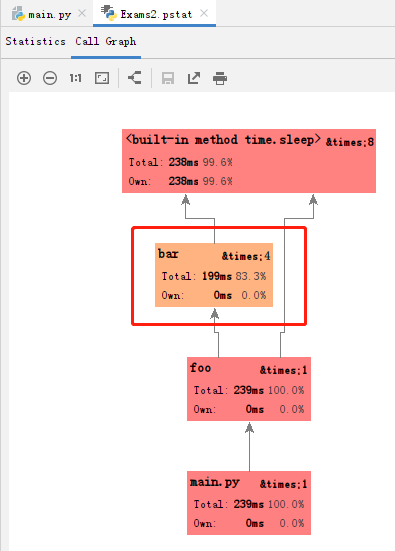 main.py × Exams2.pstat ×
Statistics Call Graph
1:1
<built-in method time.sleep> &times;8
Total: 238ms 99.6%
Own: 238ms 99.6%
bar &times;4
Total: 199ms 83.3%
Own: 0ms 0.0%
foo &times;1
Total: 239ms 100.0%
Own: 0ms 0.0%
main.py &times;1
Total: 239ms 100.0%
Own: 0ms 0.0%